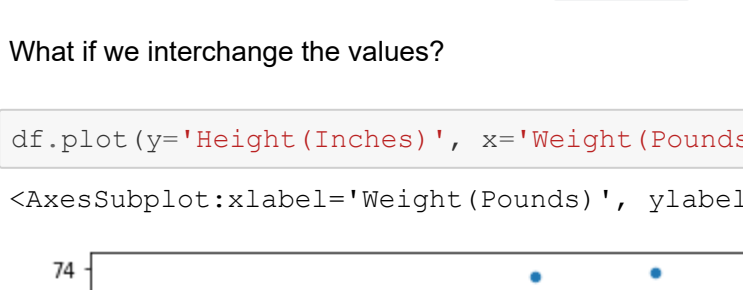 What if we interchange the values?
df.plot(y='Height(Inches)', x='Weight(Pounds
<AxesSubplot:xlabel='Weight(Pounds)', ylabel
74